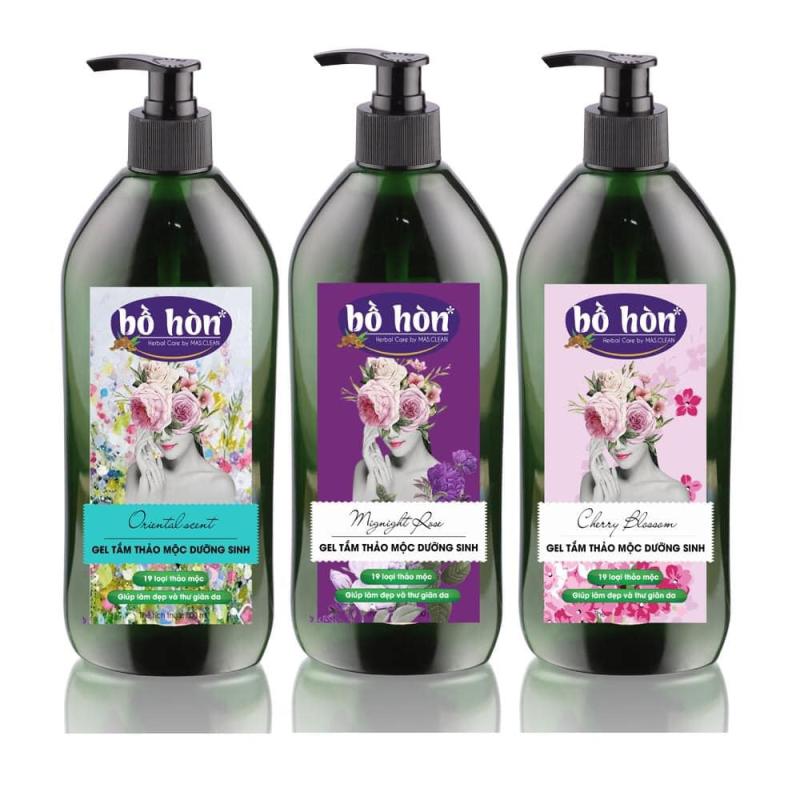 bồ hòn*
Herbal Care by MAS.CLEAN
Oriental scent
GEL TẮM THẢO MỘC DƯỠNG SINH
19 loại thảo mộc
Giúp làm đẹp và thư giãn da
bồ hòn*
Herbal Care by MAS.CLEAN
Mignight Rose
GEL TẮM THẢO MỘC DƯỠNG SINH
19 loại thảo mộc
Giúp làm đẹp và thư giãn da
bồ hòn*
Herbal Care by MAS.CLEAN
Cherry Blossom
GEL TẮM THẢO MỘC DƯỠNG SINH
19 loại thảo mộc
Giúp làm đẹp và thư giãn da